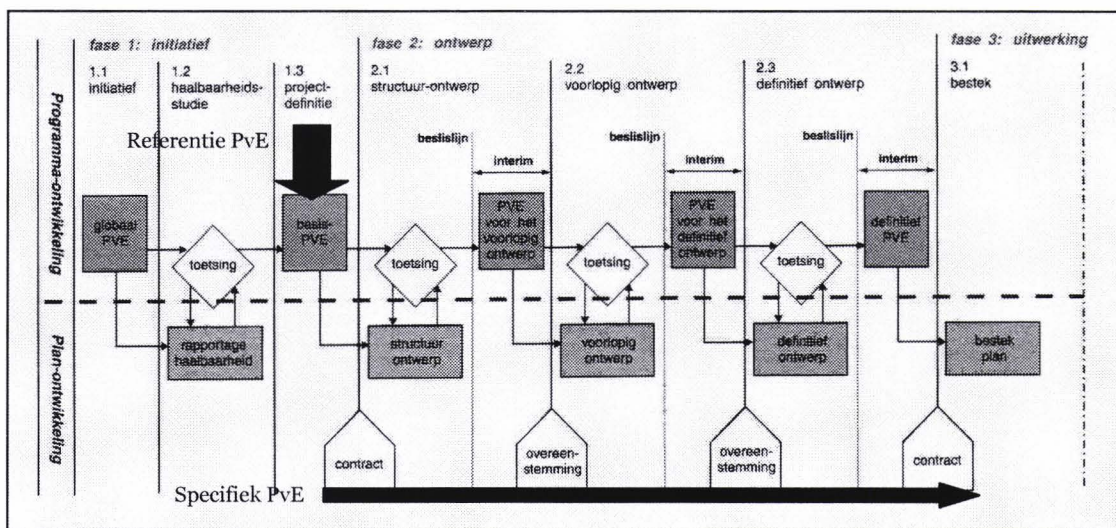 fase 1: initiatief
fase 2: ontwerp
fase 3: uitwerking
1.1
initiatief
1.2
haalbaarheids-
studie
1.3
project-
definitie
2.1
structuur-ontwerp
2.2
voorlopig ontwerp
2.3
definitief ontwerp
3.1
bestek
Programma-ontwikkeling
Referentie PvE
beslislijn
beslislijn
beslislijn
interim
interim
interim
globaal
PVE
toetsing
basis-
PVE
toetsing
PVE
voor het
voorlopig
ontwerp
toetsing
PVE
voor het
definitief
ontwerp
toetsing
definitief
PVE
Plan-ontwikkeling
rapportage
haalbaarheid
structuur
ontwerp
voorlopig
ontwerp
definitief
ontwerp
bestek
plan
contract
overeen-
stemming
overeen-
stemming
contract
Specifiek PvE